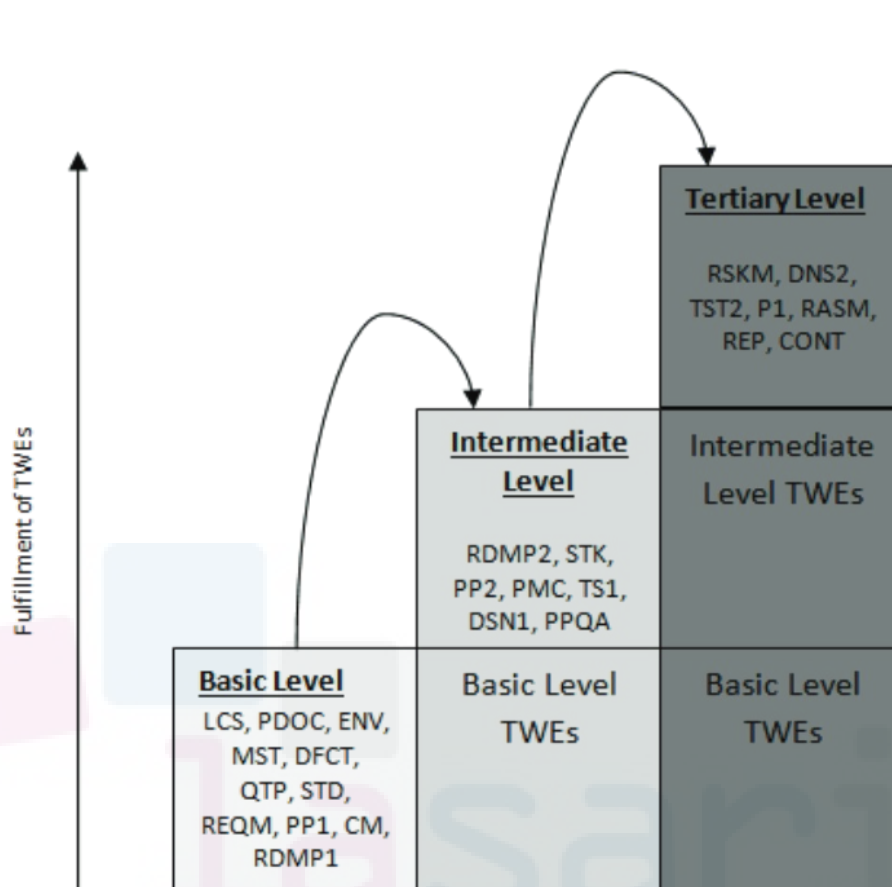 Tertiary Level
RSKM, DNS2,
TST2, P1, RASM,
REP, CONT
Intermediate
Level
RDMP2, STK,
PP2, PMC, TS1,
DSN1, PPQA
Intermediate
Level TWEs
Basic Level
LCS, PDOC, ENV,
MST, DFCT,
QTP, STD,
REQM, PP1, CM,
RDMP1
Basic Level
TWEs
Basic Level
TWEs
Fulfillment of TWEs
lasari